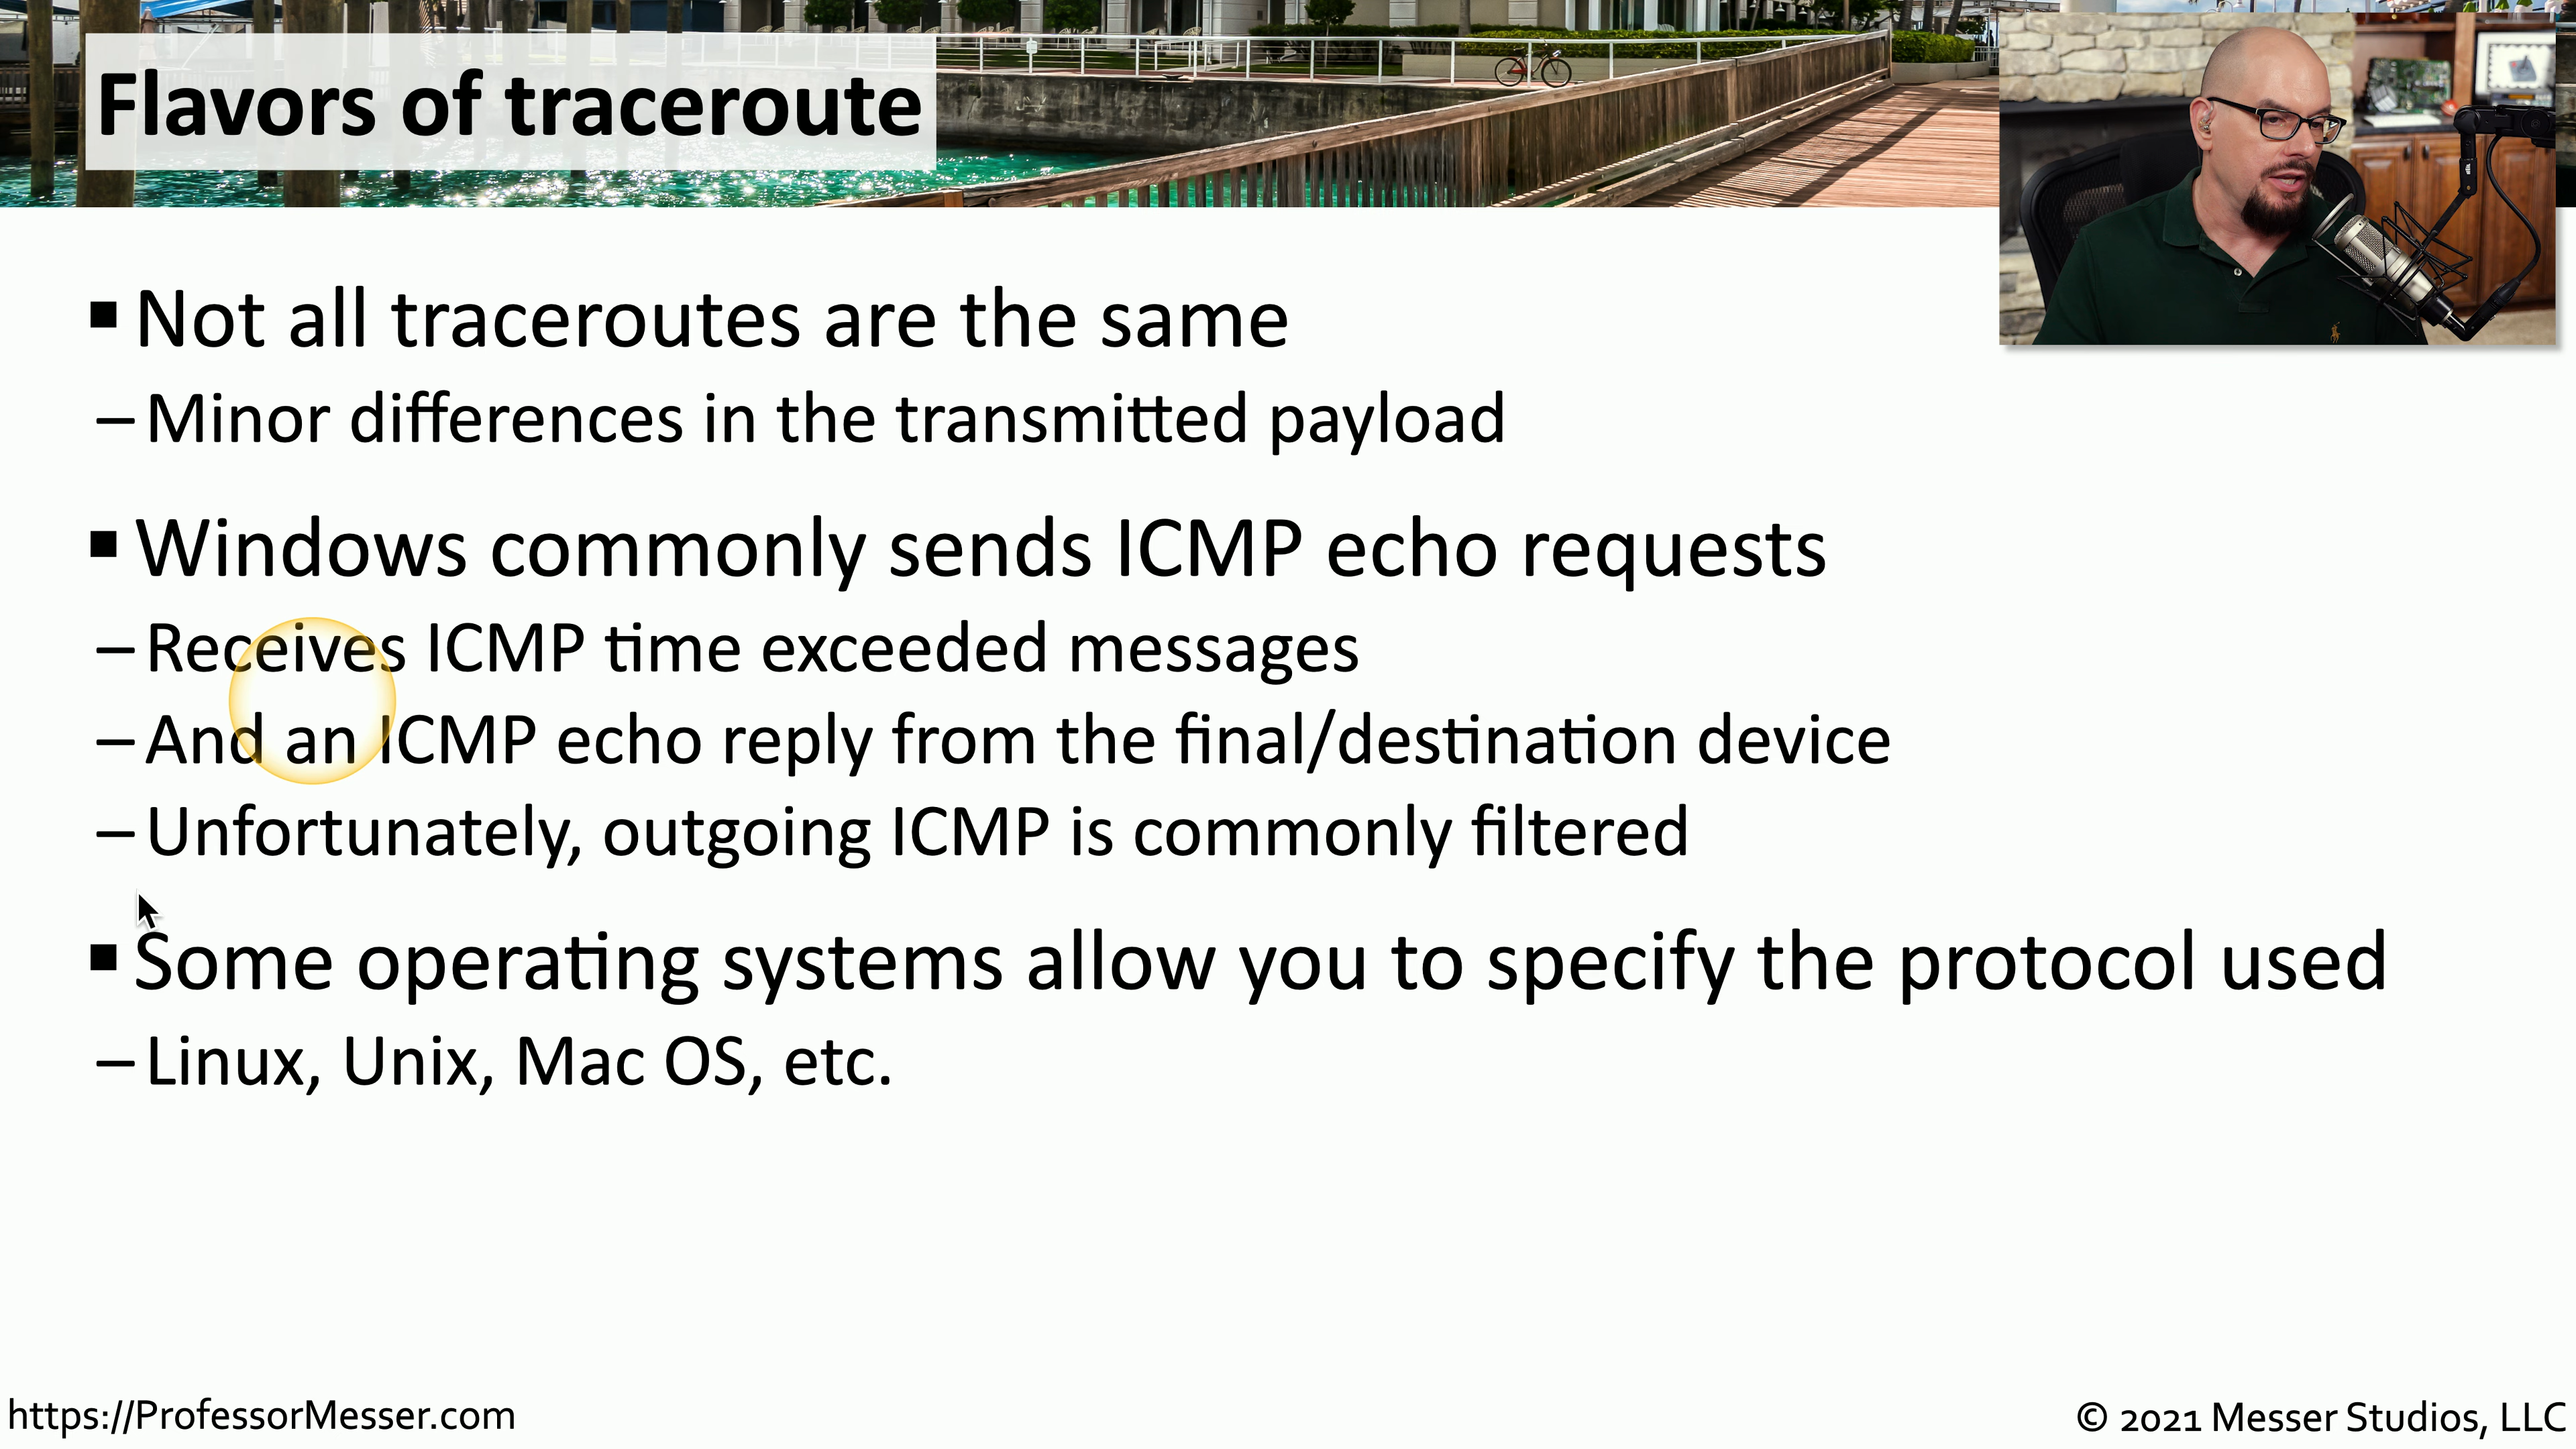 Flavors of traceroute
▪ Not all traceroutes are the same
– Minor differences in the transmitted payload
▪ Windows commonly sends ICMP echo requests
– Receives ICMP time exceeded messages
– And an ICMP echo reply from the final/destination device
– Unfortunately, outgoing ICMP is commonly filtered
▪ Some operating systems allow you to specify the protocol used
– Linux, Unix, Mac OS, etc.
https://ProfessorMesser.com
© 2021 Messer Studios, LLC